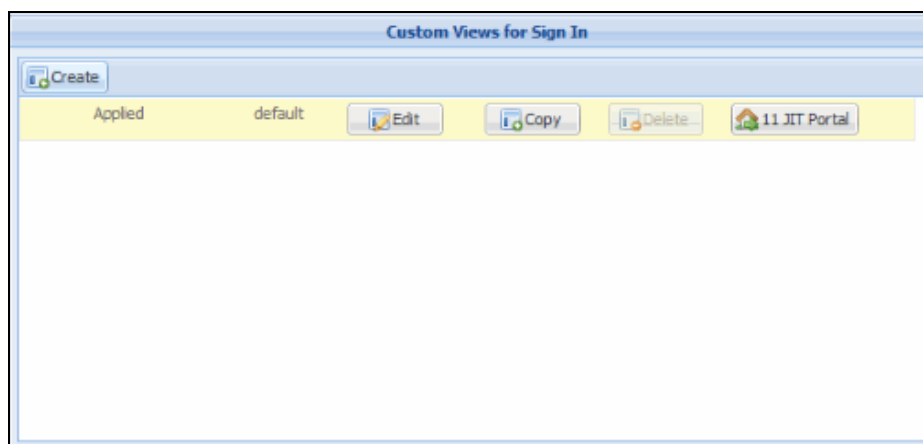 Custom Views for Sign In
Create
Applied default Edit Copy Delete 11 JIT Portal